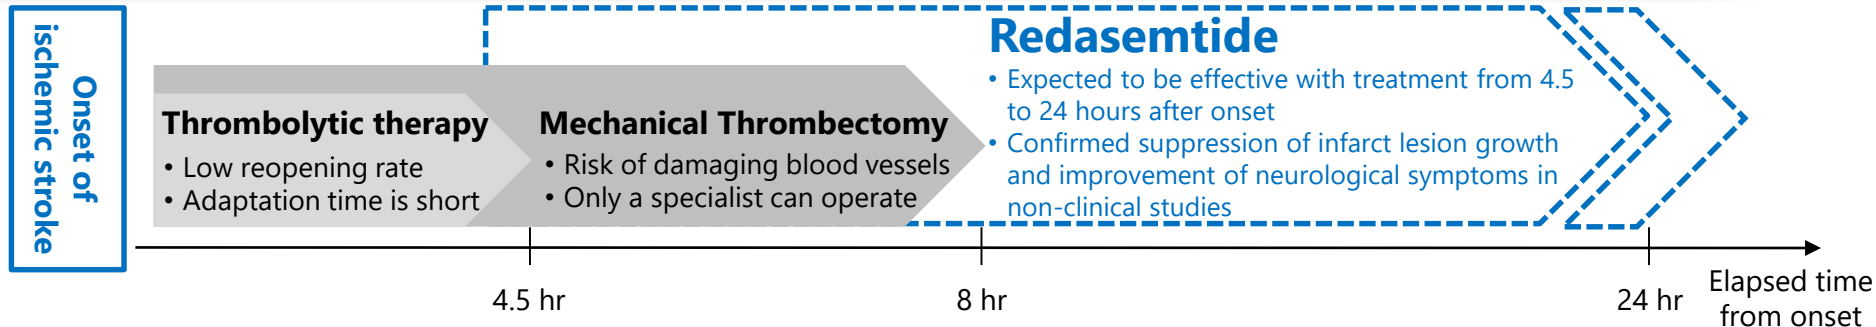 Onset of
ischemic stroke
Thrombolytic therapy
• Low reopening rate
• Adaptation time is short
Mechanical Thrombectomy
• Risk of damaging blood vessels
• Only a specialist can operate
Redasemtide
• Expected to be effective with treatment from 4.5
to 24 hours after onset
• Confirmed suppression of infarct lesion growth
and improvement of neurological symptoms in
non-clinical studies
4.5 hr
8 hr
24 hr
Elapsed time
from onset